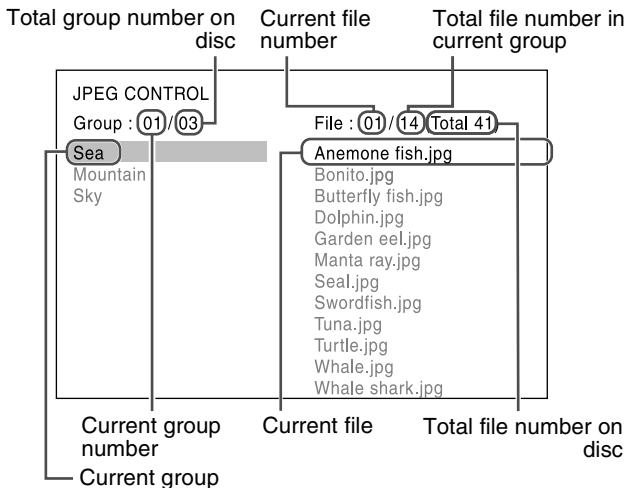 Total group number on
disc
Current file
number
Total file number in
current group
JPEG CONTROL
Group : 01/03
File : 01/14 Total 41
Sea
Mountain
Sky
Anemone fish.jpg
Bonito.jpg
Butterfly fish.jpg
Dolphin.jpg
Garden eel.jpg
Manta ray.jpg
Seal.jpg
Swordfish.jpg
Tuna.jpg
Turtle.jpg
Whale.jpg
Whale shark.jpg
Current group
number
Current file
Total file number on
disc
Current group